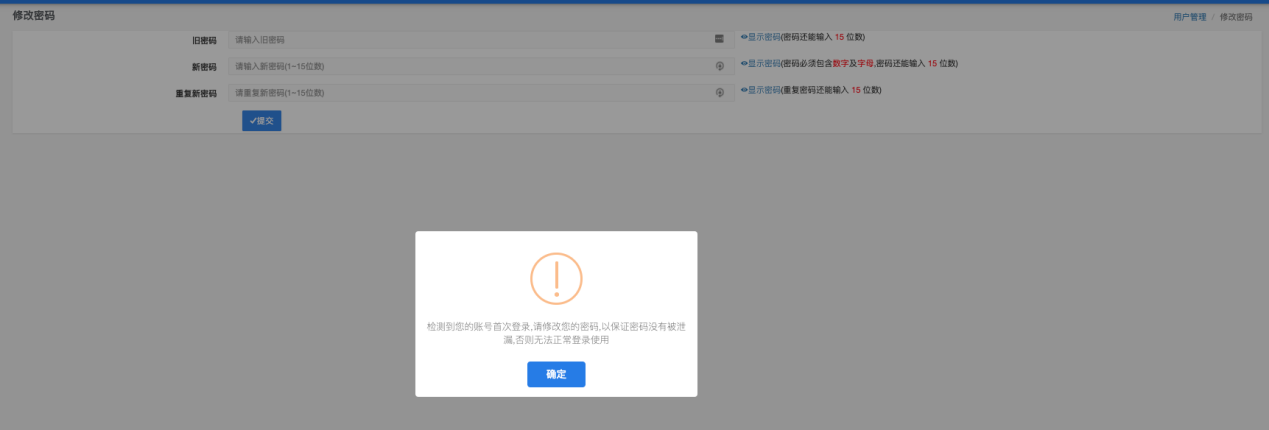 修改密码
用户管理 / 修改密码
旧密码 请输入旧密码 显示密码(密码还能输入 15 位数)
新密码 请输入新密码(1~15位数) 显示密码(密码必须包含数字及字母,密码还能输入 15 位数)
重复新密码 请重复新密码(1~15位数) 显示密码(重复密码还能输入 15 位数)
提交
检测到您的账号首次登录,请修改您的密码,以保证密码没有被泄
漏,否则无法正常登录使用
确定